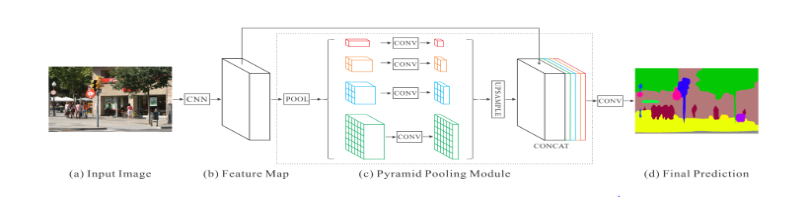 CNN
POOL
CONV
CONV
CONV
CONV
UPSAMPLE
CONCAT
CONV
(a) Input Image
(b) Feature Map
(c) Pyramid Pooling Module
(d) Final Prediction